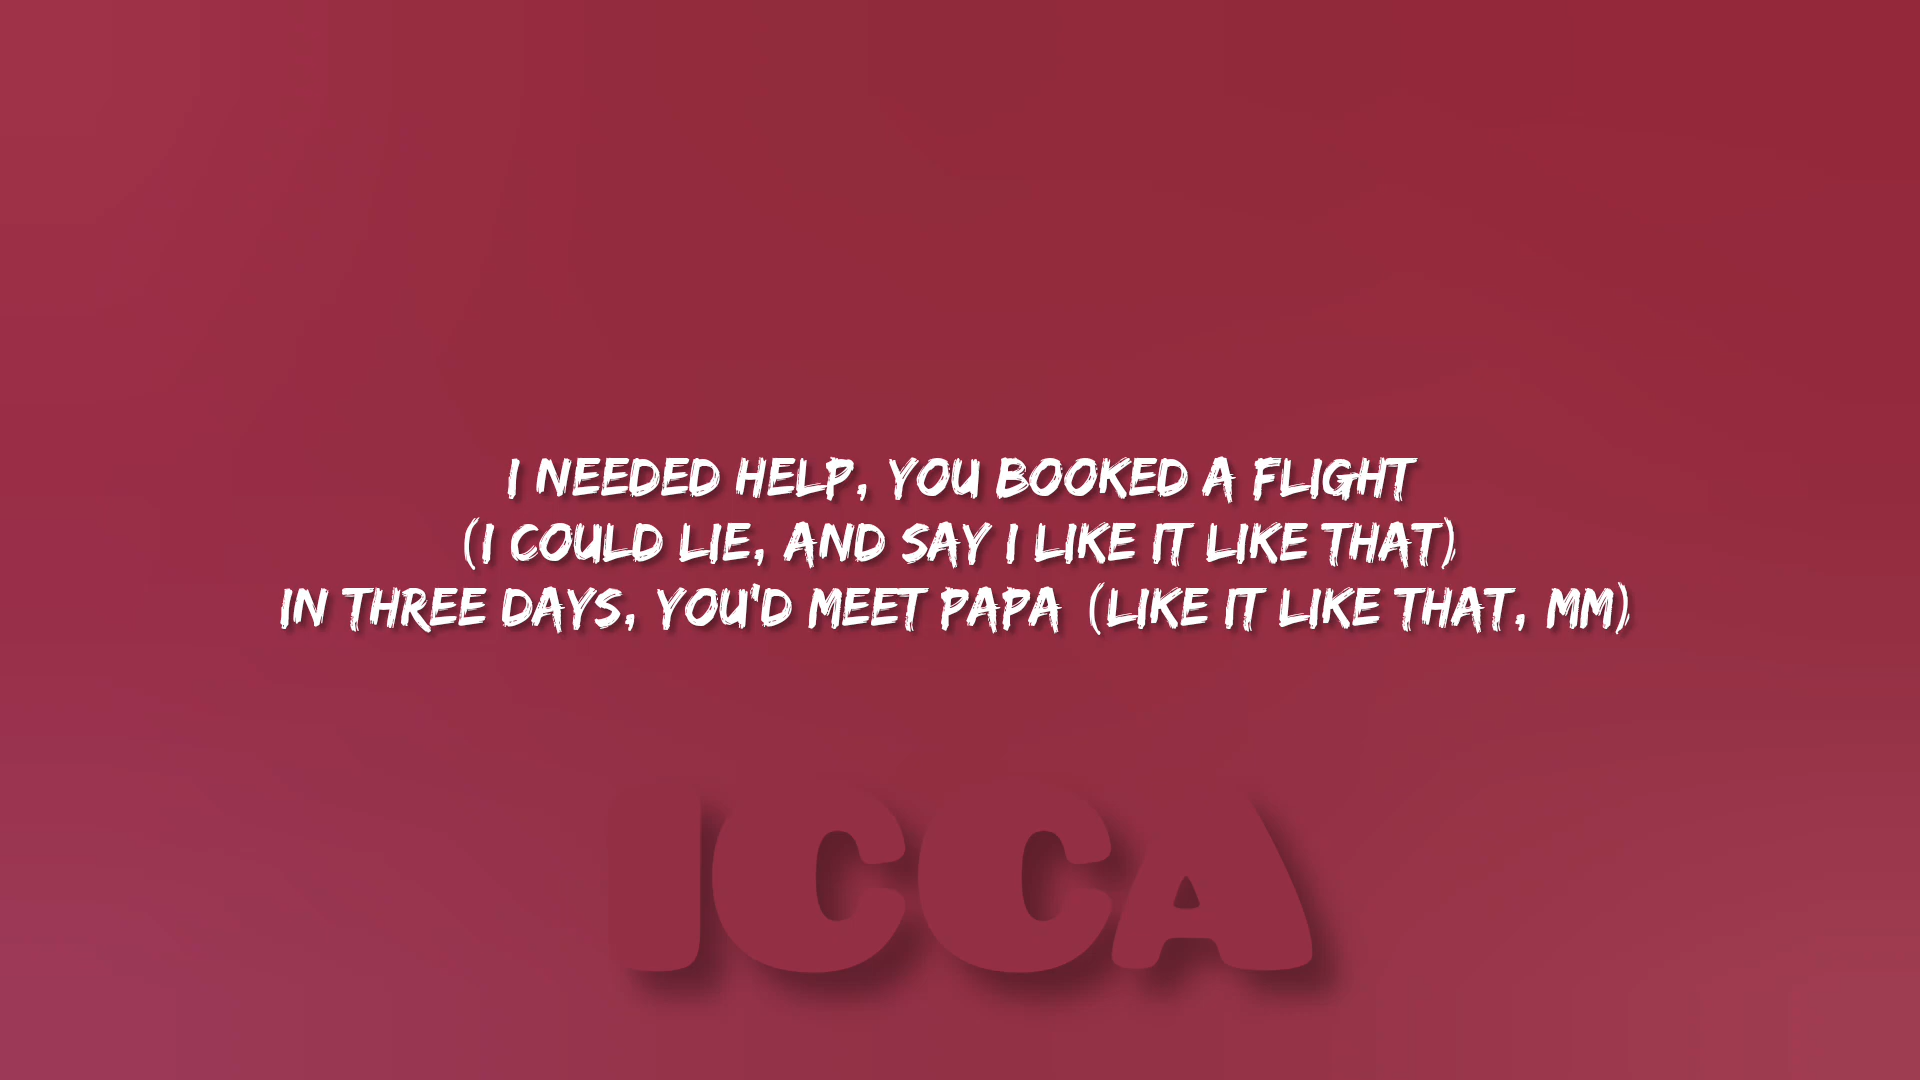 I NEEDED HELP, YOU BOOKED A FLIGHT
(I COULD LIE, AND SAY I LIKE IT LIKE THAT)
IN THREE DAYS, YOU'D MEET PAPA (LIKE IT LIKE THAT, MM)
ICCA